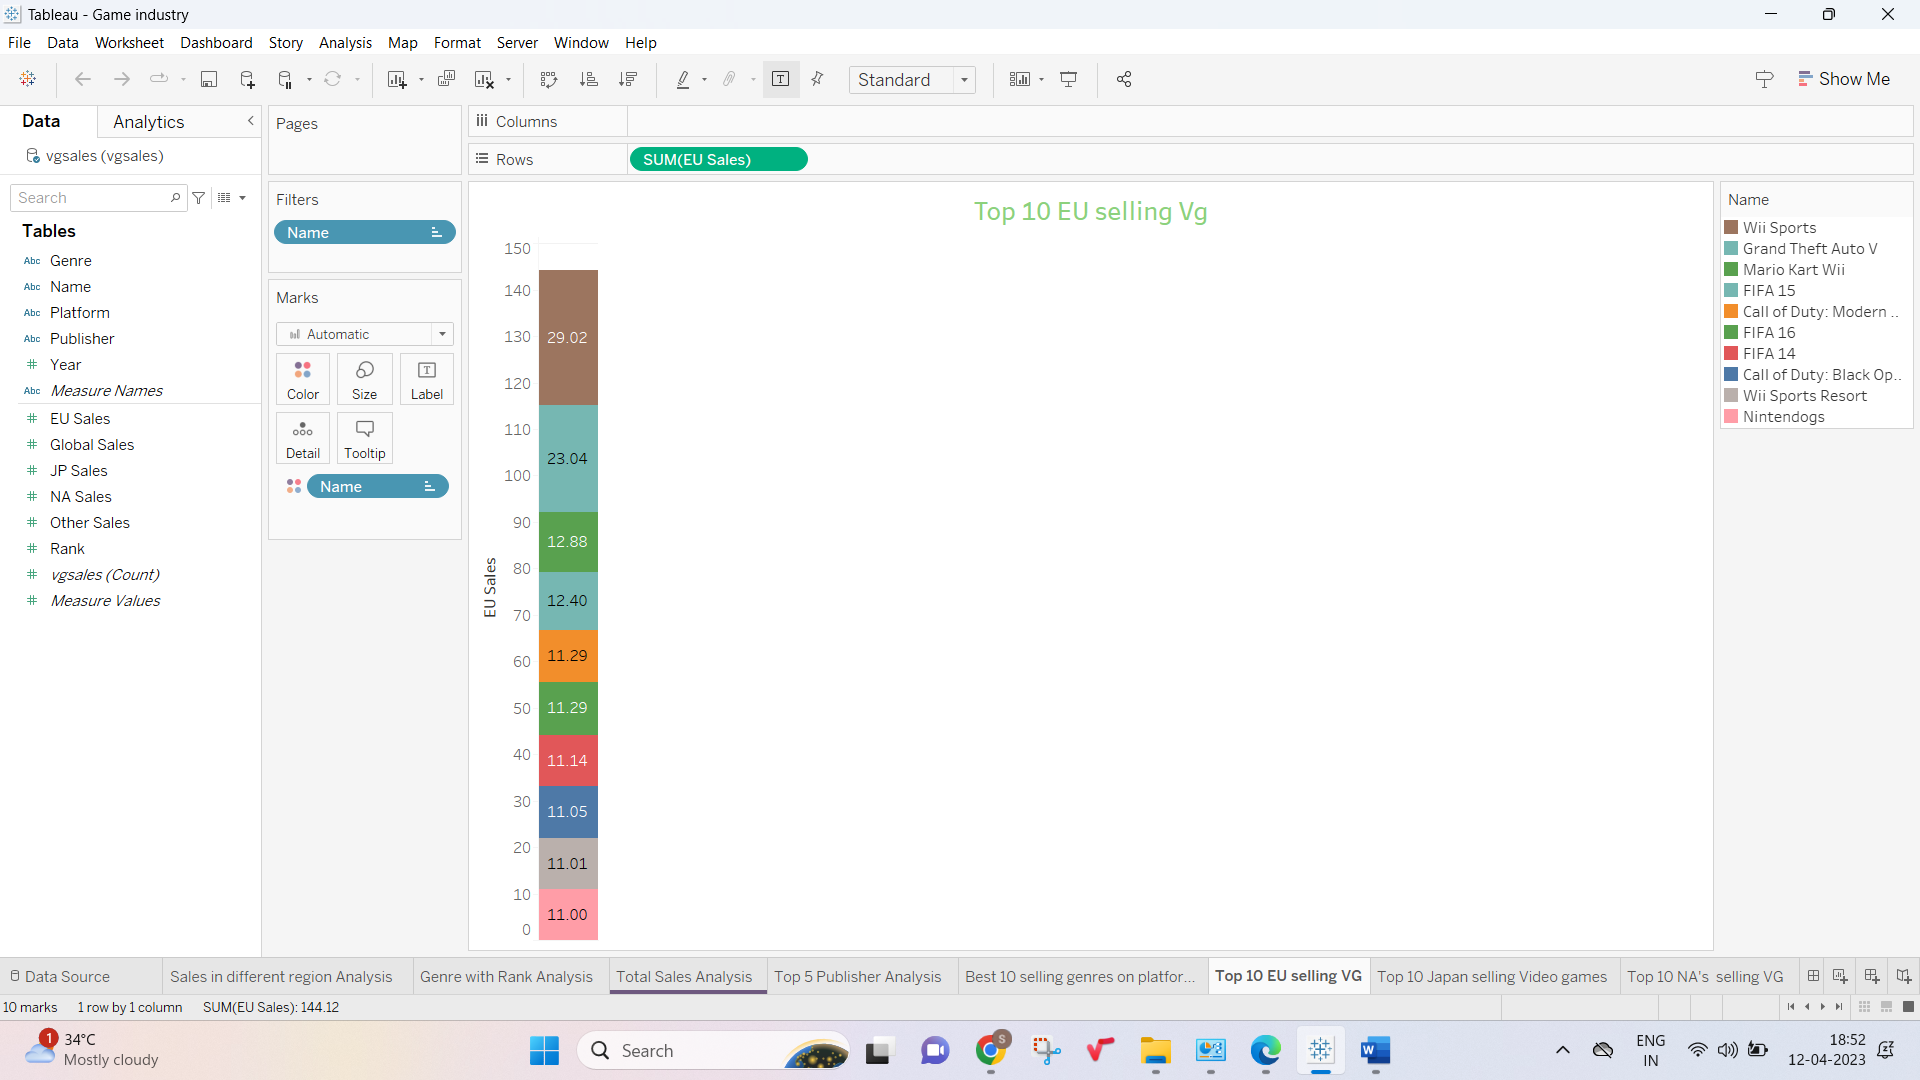 Tableau - Game industry
File Data Worksheet Dashboard Story Analysis Map Format Server Window Help
Standard
Show Me
Data
Analytics
vgsales (vgsales)
Search
Tables
Abc Genre
Abc Name
Abc Platform
Abc Publisher
# Year
Abc Measure Names
# EU Sales
# Global Sales
# JP Sales
# NA Sales
# Other Sales
# Rank
# vgsales (Count)
# Measure Values
Pages
Filters
Name
Marks
Automatic
Color Size Label
Detail Tooltip
Name
Columns
Rows
SUM(EU Sales)
Top 10 EU selling Vg
EU Sales
150
140
130
120
110
100
90
80
70
60
50
40
30
20
10
0
29.02
23.04
12.88
12.40
11.29
11.29
11.14
11.05
11.01
11.00
Name
Wii Sports
Grand Theft Auto V
Mario Kart Wii
FIFA 15
Call of Duty: Modern ..
FIFA 16
FIFA 14
Call of Duty: Black Op..
Wii Sports Resort
Nintendogs
Data Source
Sales in different region Analysis
Genre with Rank Analysis
Total Sales Analysis
Top 5 Publisher Analysis
Best 10 selling genres on platfor...
Top 10 EU selling VG
Top 10 Japan selling Video games
Top 10 NA's selling VG
10 marks 1 row by 1 column SUM(EU Sales): 144.12
1
34°C
Mostly cloudy
Search
S
W
ENG
IN
18:52
12-04-2023